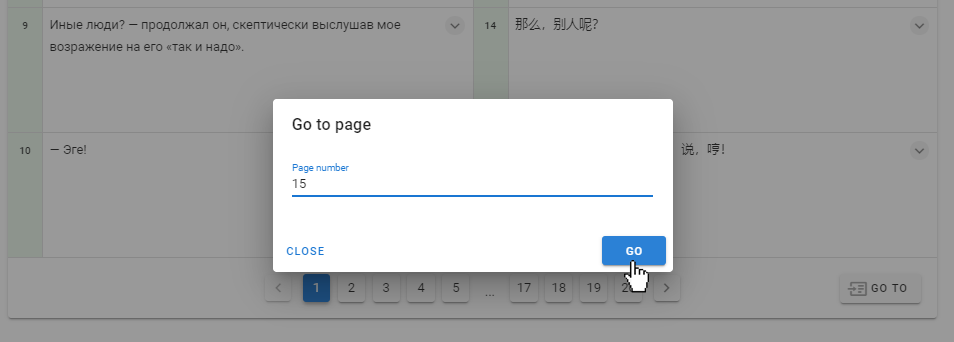 9 Иные люди? — продолжал он, скептически выслушав мое
возражение на его «так и надо».
14 那么，别人呢?
Go to page
10 — Эге!
说，哼!
Page number
15
CLOSE GO
1 2 3 4 5 ... 17 18 19 GO TO